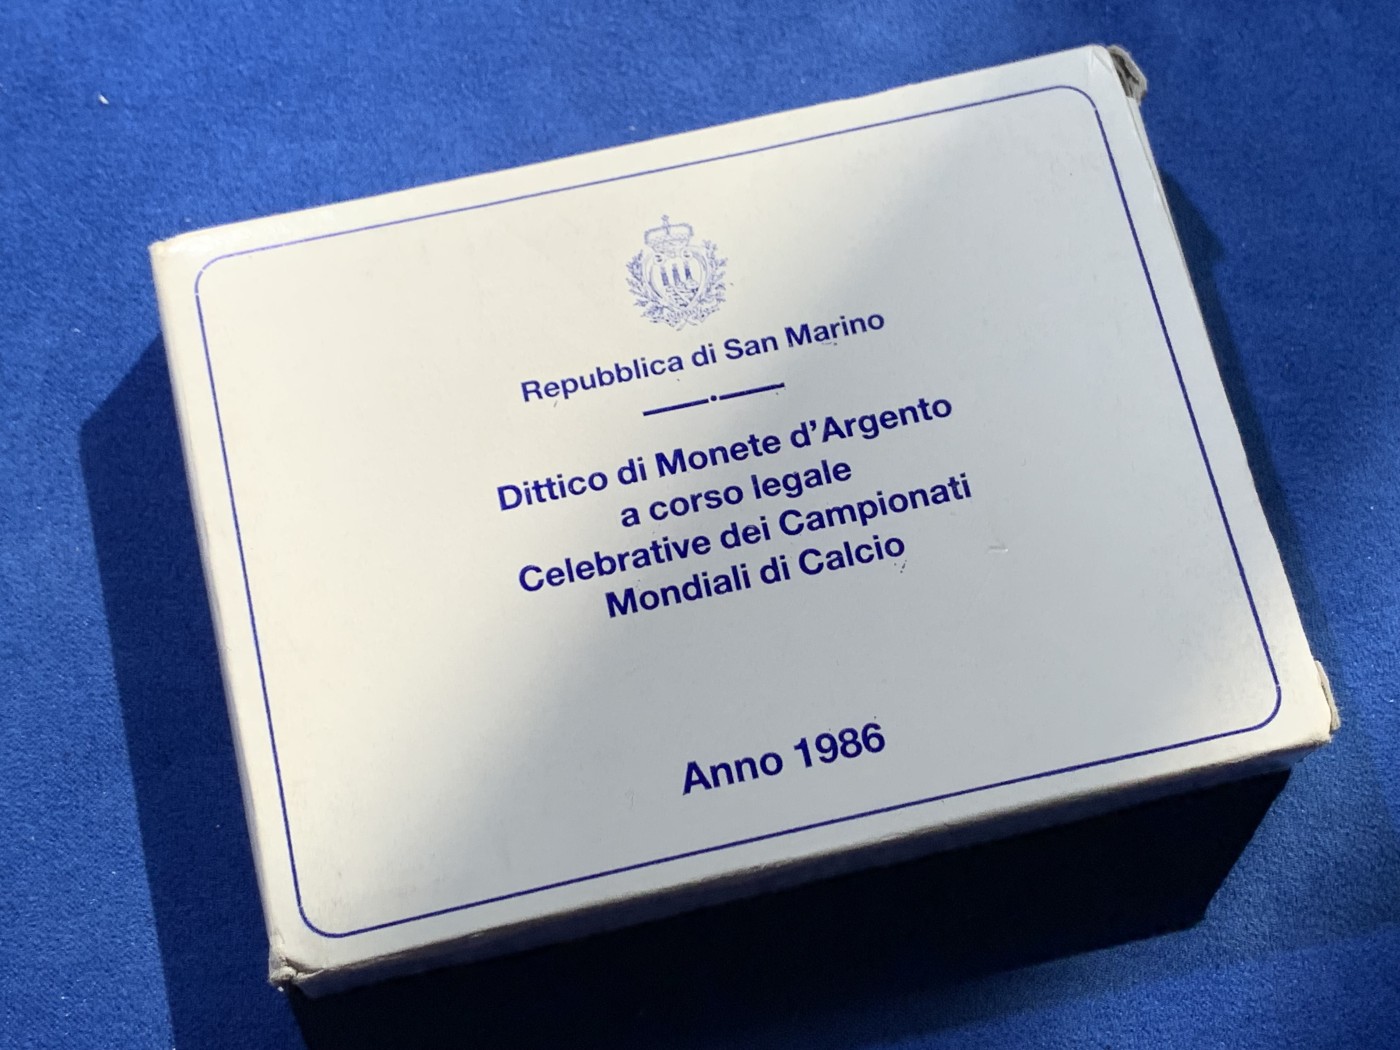 Repubblica di San Marino
Dittico di Monete d'Argento
a corso legale
Celebrative dei Campionati
Mondiali di Calcio
Anno 1986